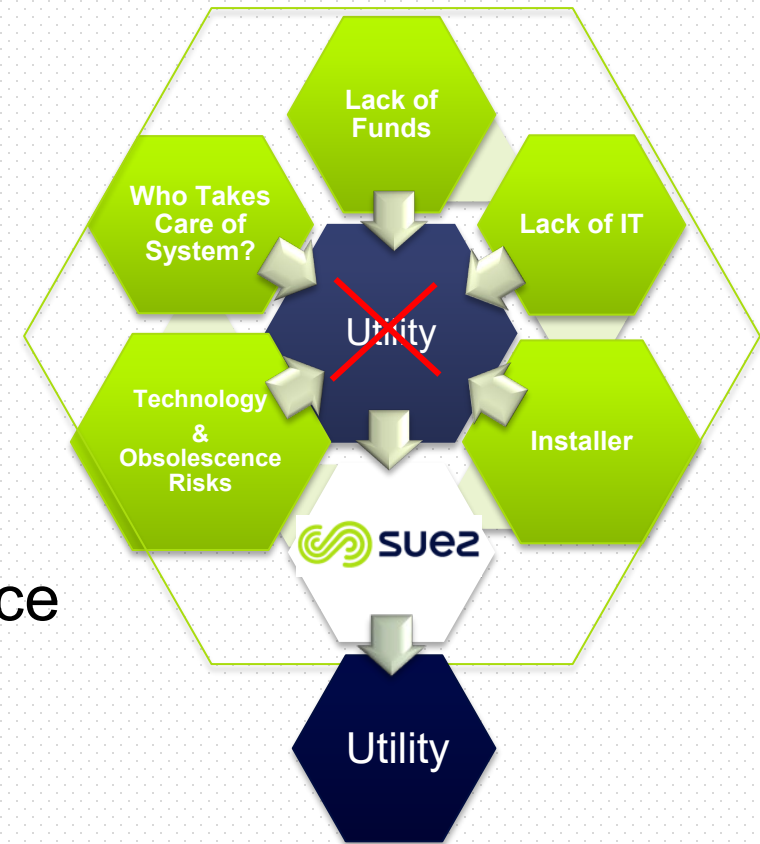 Lack of
Funds
Who Takes
Care of
System?
Lack of IT
Utility
Technology
&
Obsolescence
Risks
Installer
suez
ce
Utility